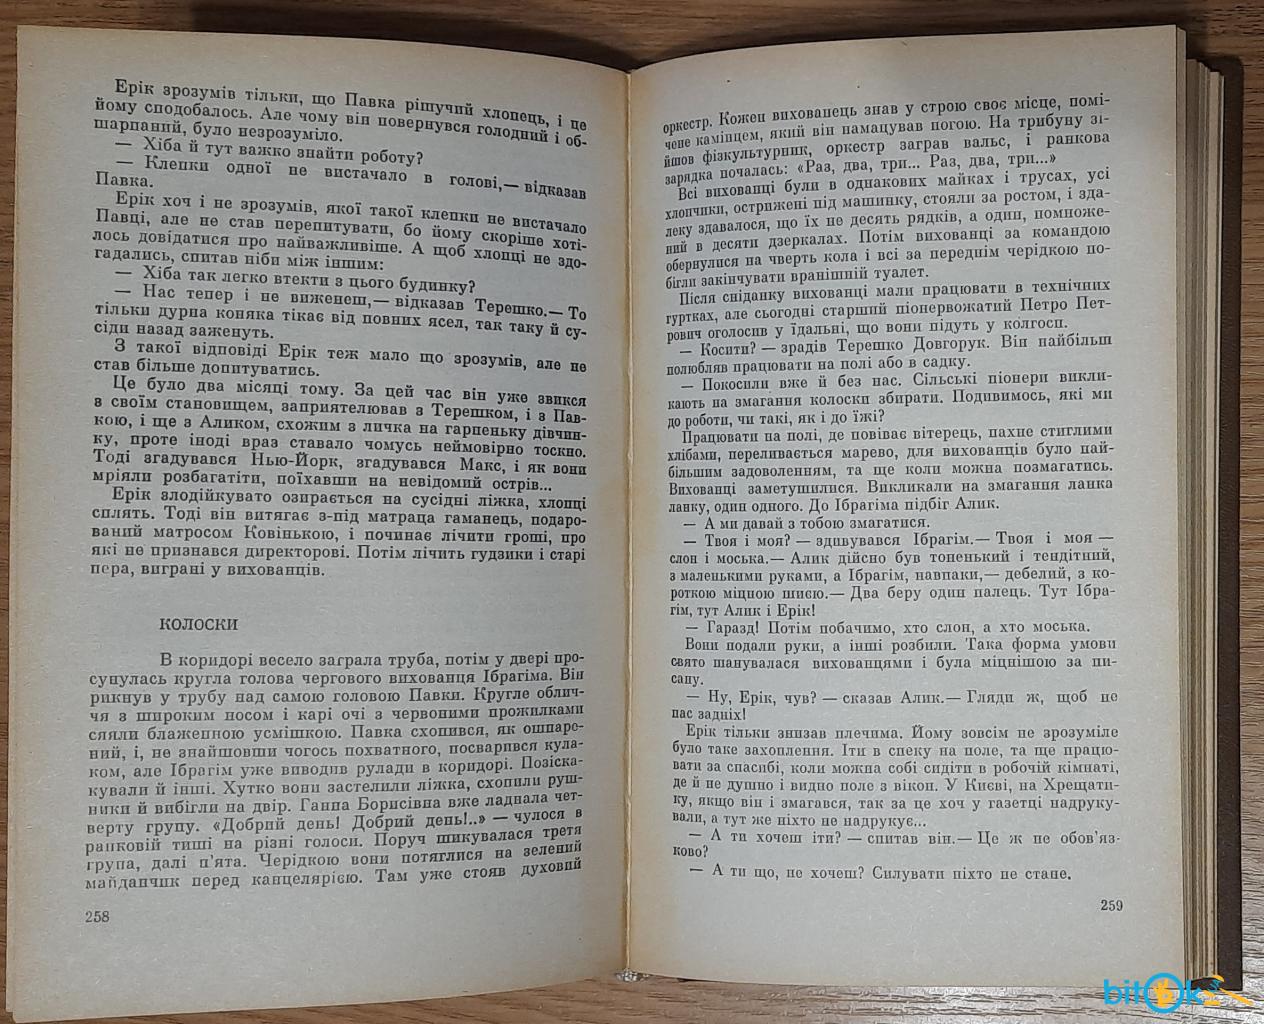 Ерік зрозумів тільки, що Павка рішучий хлопець, і це
йому сподобалось. Але чому він повернувся голодний і об-
шарпаний, було незрозуміло.
— Хіба й тут важко знайти роботу?
— Клепки одної не вистачало в голові,— відказав
Павка.
Ерік хоч і не зрозумів, якої такої клепки не вистачало
Павці, але не став перепитувати, бо йому скоріше хоті-
лось довідатися про найважливіше. А щоб хлопці не здо-
гадались, спитав ніби між іншим:
— Хіба так легко втекти з цього будинку?
— Нас тепер і не виженеш,— відказав Терешко.— То
тільки дурна коняка тікає від повних ясел, так таку й су-
сіди назад заженуть.
З такої відповіді Ерік теж мало що зрозумів, але не
став більше допитуватись.
Це було два місяці тому. За цей час він уже звикся
в своїм становищем, заприятелював з Терешком, і з Пав-
кою, і ще з Аликом, схожим з личка на гарпеньку дівчин-
ку, проте іноді враз ставало чомусь неймовірно тоскно.
Тоді згадувався Нью-Йорк, згадувався Макс, і як вони
мріяли розбагатіти, поїхавши на невідомий острів...
Ерік злодійкувато озирається на сусідні ліжка, хлопці
сплять. Тоді він витягає з-під матраца гаманець, подаро-
ваний матросом Ковінькою, і починає лічити гроші, про
які не признався директорові. Потім лічить гудзики і старі
пера, виграні у вихованців.
КОЛОСКИ
В коридорі весело заграла труба, потім у двері про-
сунулась кругла голова чергового вихованця Ібрагіма. Він
рикнув у трубу над самою головою Павки. Кругле облич-
чя з широким носом і карі очі з червоними прожилками
сяяли блаженною усмішкою. Павка схопився, як ошпаре-
ний, і, не знайшовши чогось похватного, посварився кула-
ком, але Ібрагім уже виводив рулади в коридорі. Позіска-
кували й інші. Хутко вони застелили ліжка, схопили руш-
ники й вибігли на двір. Ганна Борисівна вже ладнала чет-
верту групу. «Добрий день! Добрий день!..» — чулося в
ранковій тиші на різні голоси. Поруч шикувалася третя
група, далі п'ята. Черідкою вони потяглися на зелений
майданчик перед канцелярією. Там уже стояв духовий
258
оркестр. Кожен вихованець знав у строю своє місце, помі-
чене камінцем, який він намацував ногою. На трибуну зі-
йшов фізкультурник, оркестр заграв вальс, і ранкова
зарядка почалась: «Раз, два, три... Раз, два, три...»
Всі вихованці були в однакових майках і трусах, усі
хлопчики, острижені під машинку, стояли за ростом, і зда-
леку здавалося, що їх не десять рядків, а один, помноже-
ний в десяти дзеркалах. Потім вихованці за командою
обернулися на чверть кола і всі за переднім черідкою по-
бігли закінчувати вранішній туалет.
Після сніданку вихованці мали працювати в технічних
гуртках, але сьогодні старший піонервожатий Петро Пет-
рович оголосив у їдальні, що вони підуть у колгосп.
— Косити? — зрадів Терешко Довгорук. Він найбільш
полюбляв працювати на полі або в садку.
— Покосили вже й без нас. Сільські піонери викли-
кають на змагання колоски збирати. Подивимось, які ми
до роботи, чи такі, як і до їжі?
Працювати на полі, де повіває вітерець, пахне стиглими
хлібами, переливається марево, для вихованців було най-
більшим задоволенням, та ще коли можна позмагатись.
Вихованці заметушилися. Викликали на змагання ланка
ланку, один одного. До Ібрагіма підбіг Алик.
— А ми давай з тобою змагатися.
— Твоя і моя? — здивувався Ібрагім.— Твоя і моя —
слон і моська.— Алик дійсно був тоненький і тендітний,
з маленькими руками, а Ібрагім, навпаки,— дебелий, з ко-
роткою міцною шиєю.— Два беру один палець. Тут Ібра-
гім, тут Алик і Ерік!
— Гаразд! Потім побачимо, хто слон, а хто моська.
Вони подали руки, а інші розбили. Така форма умови
свято шанувалася вихованцями і була міцнішою за пи-
сану.
— Ну, Ерік, чув? — сказав Алик.— Гляди ж, щоб не
пас задніх!
Ерік тільки знизав плечима. Йому зовсім не зрозуміле
було таке захоплення. Іти в спеку на поле, та ще працю-
вати за спасибі, коли можна собі сидіти в робочій кімнаті,
де й не душно і видно поле з вікон. У Києві, на Хрещати-
ку, якщо він і змагався, так за це хоч у газетці надруку-
вали, а тут же ніхто не надрукує...
— А ти хочеш іти? — спитав він.— Це ж не обов'яз-
ково?
— А ти що, не хочеш? Силувати ніхто не стане.
259
bitOk